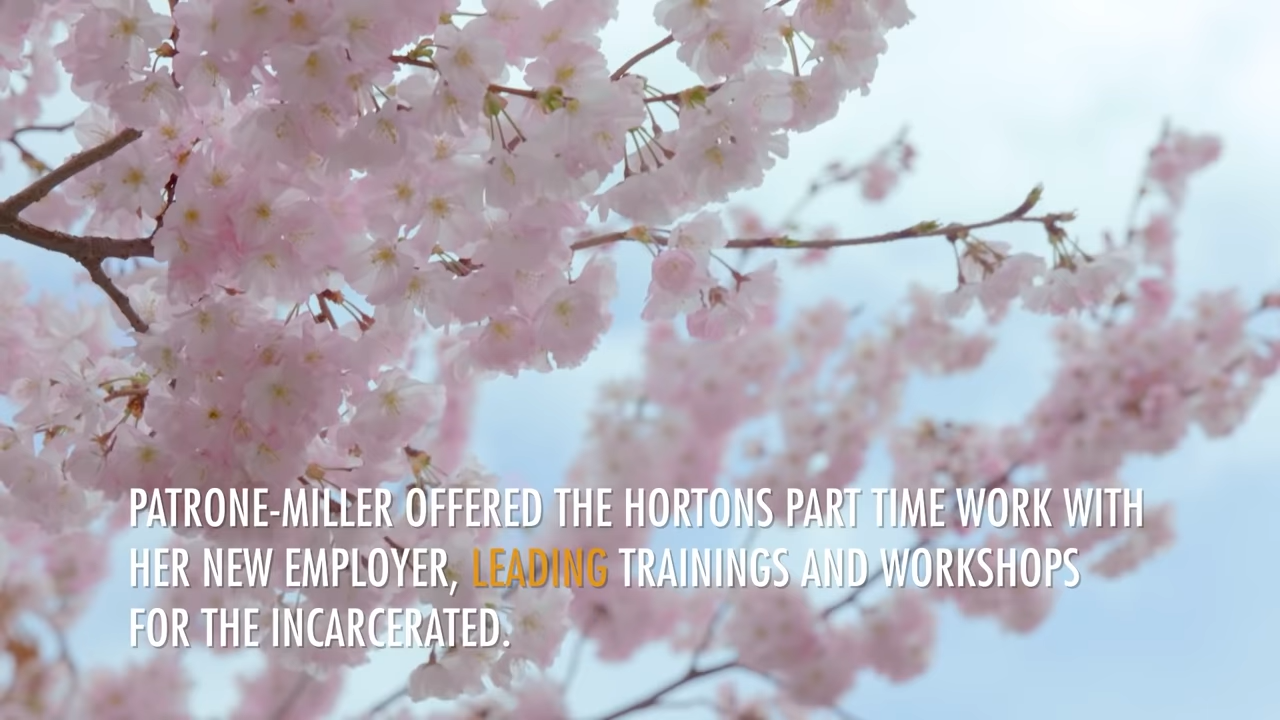 PATRONE-MILLER OFFERED THE HORTONS PART TIME WORK WITH
HER NEW EMPLOYER, LEADING TRAININGS AND WORKSHOPS
FOR THE INCARCERATED.